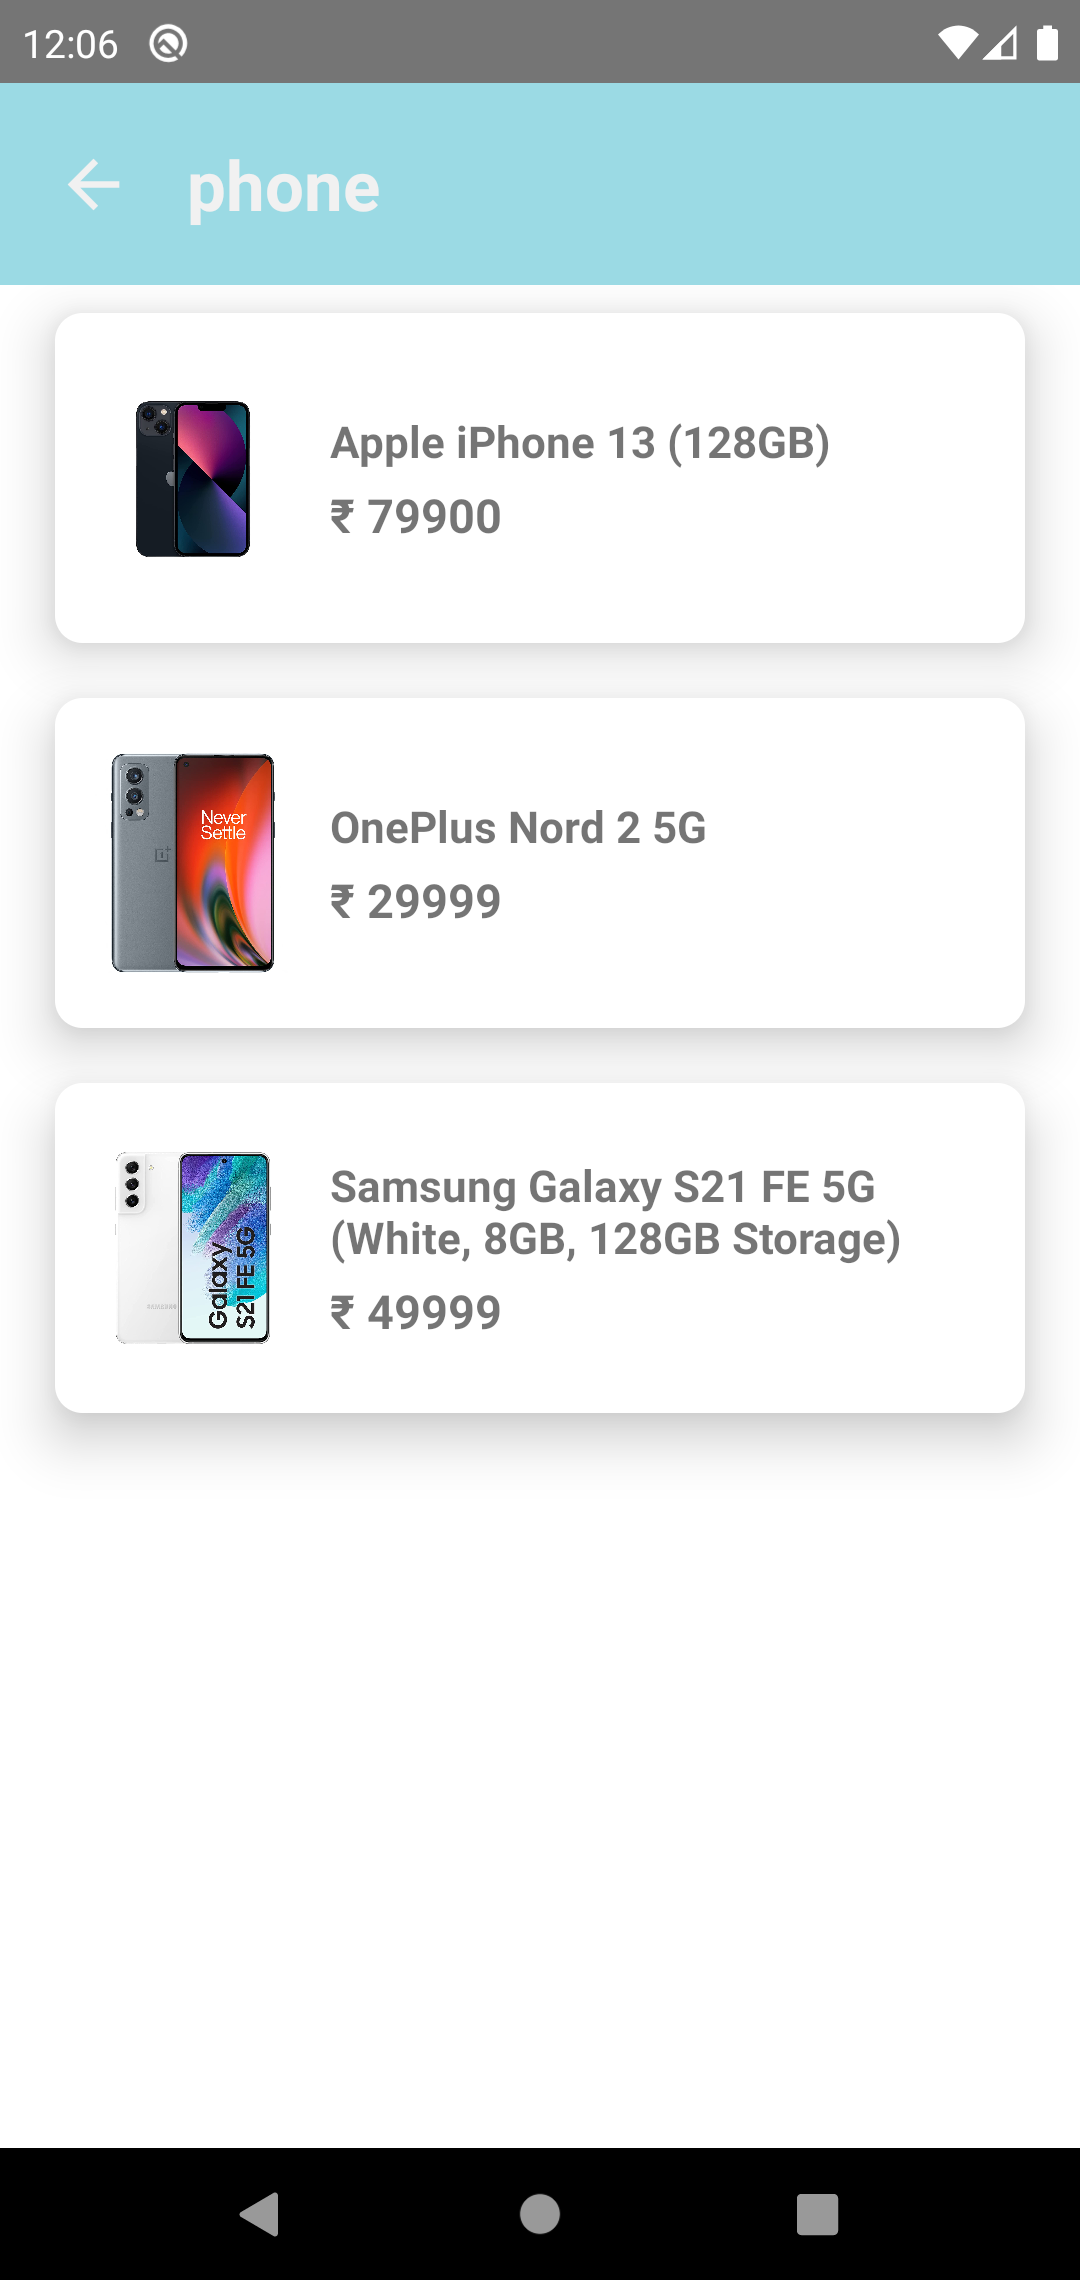 12:06
phone
Apple iPhone 13 (128GB)
₹ 79900
Never
Settle
OnePlus Nord 2 5G
₹ 29999
Galaxy
S21 FE 5G
SAMSUNG
Samsung Galaxy S21 FE 5G
(White, 8GB, 128GB Storage)
₹ 49999